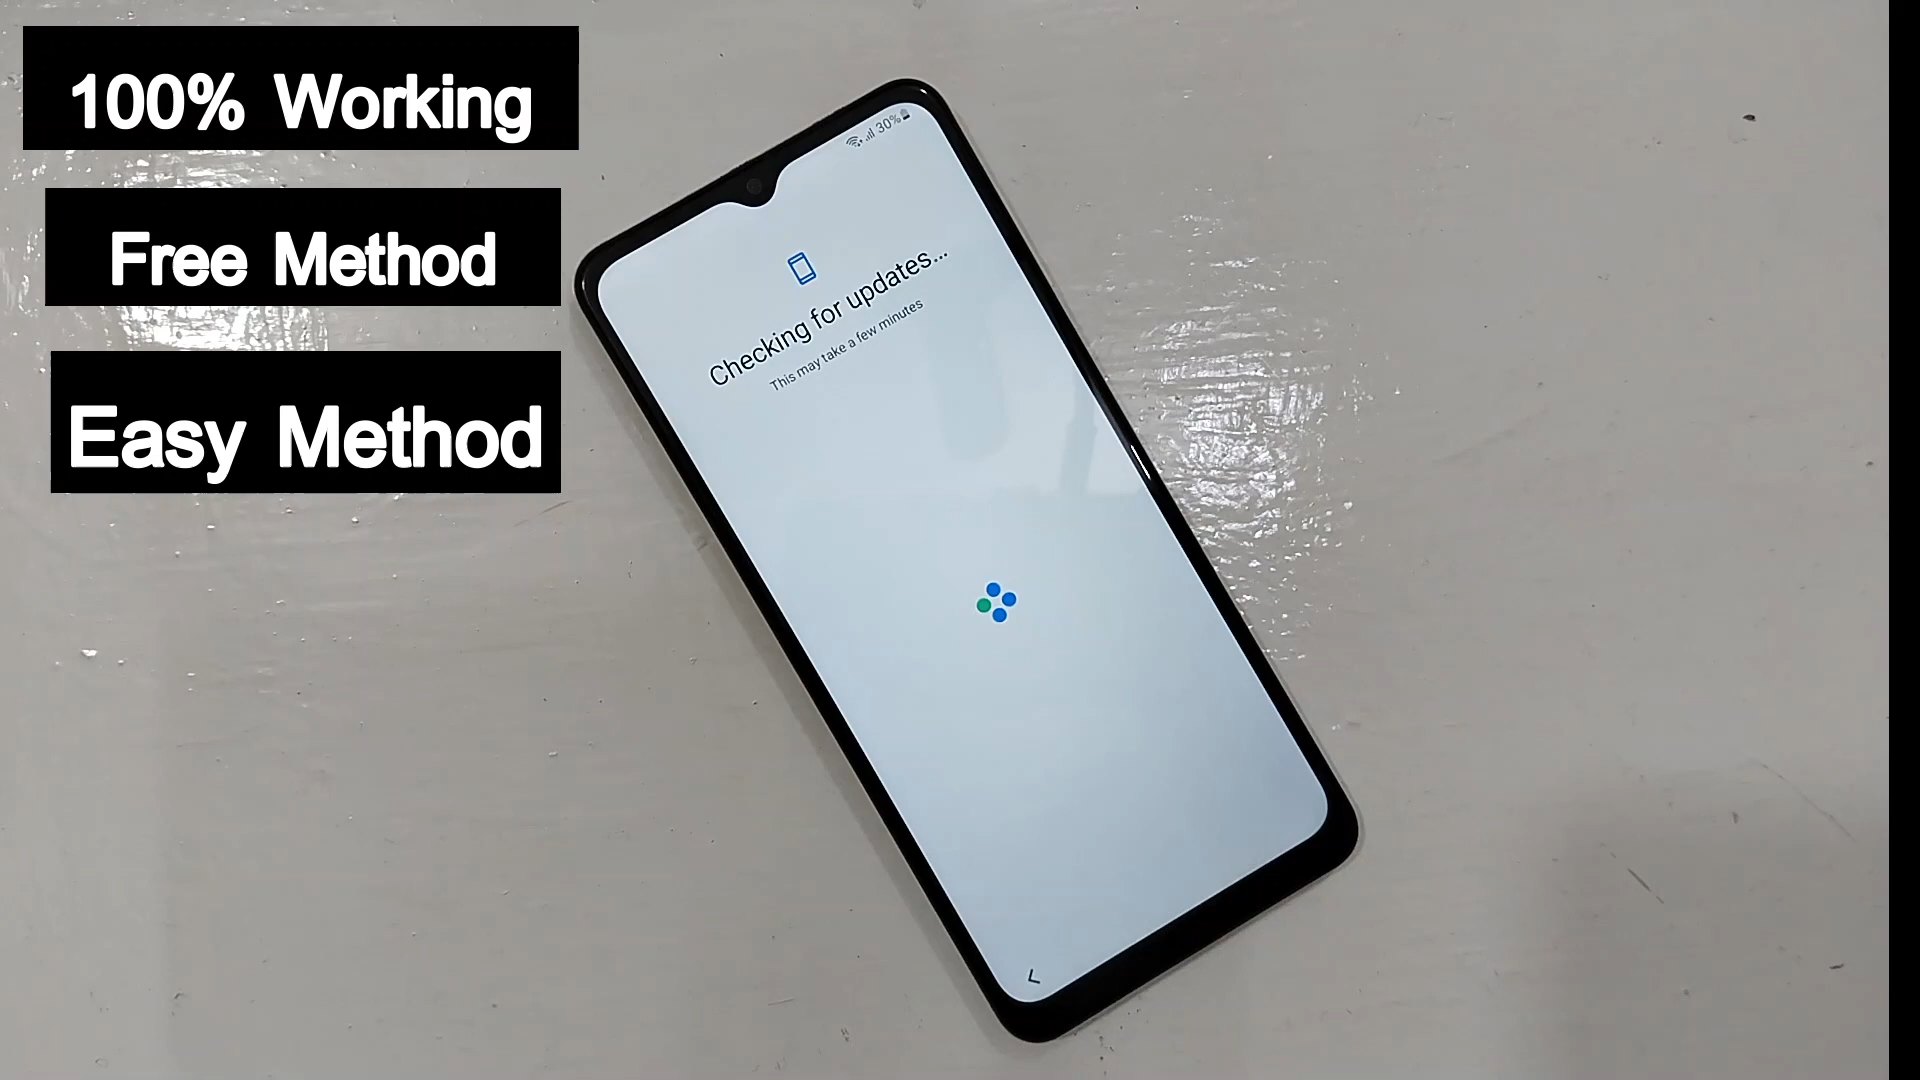 100% Working
Free Method
Easy Method
30%
Checking for updates...
This may take a few minutes